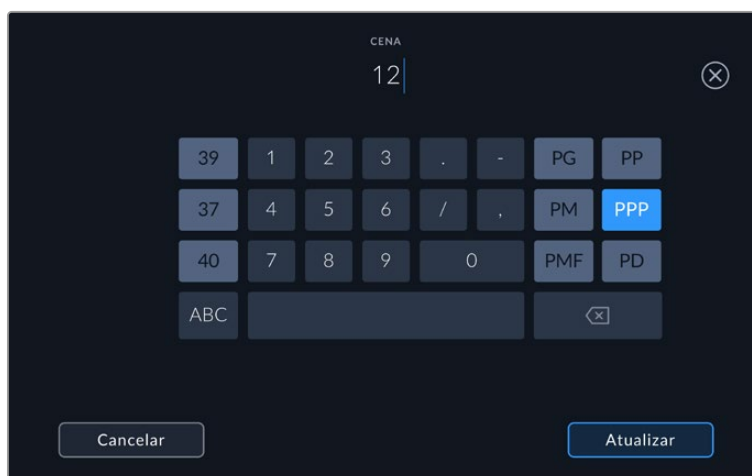 CENA
12
39 1 2 3 . - PG PP
37 4 5 6 / , PM PPP
40 7 8 9 0 PMF PD
ABC
Cancelar Atualizar